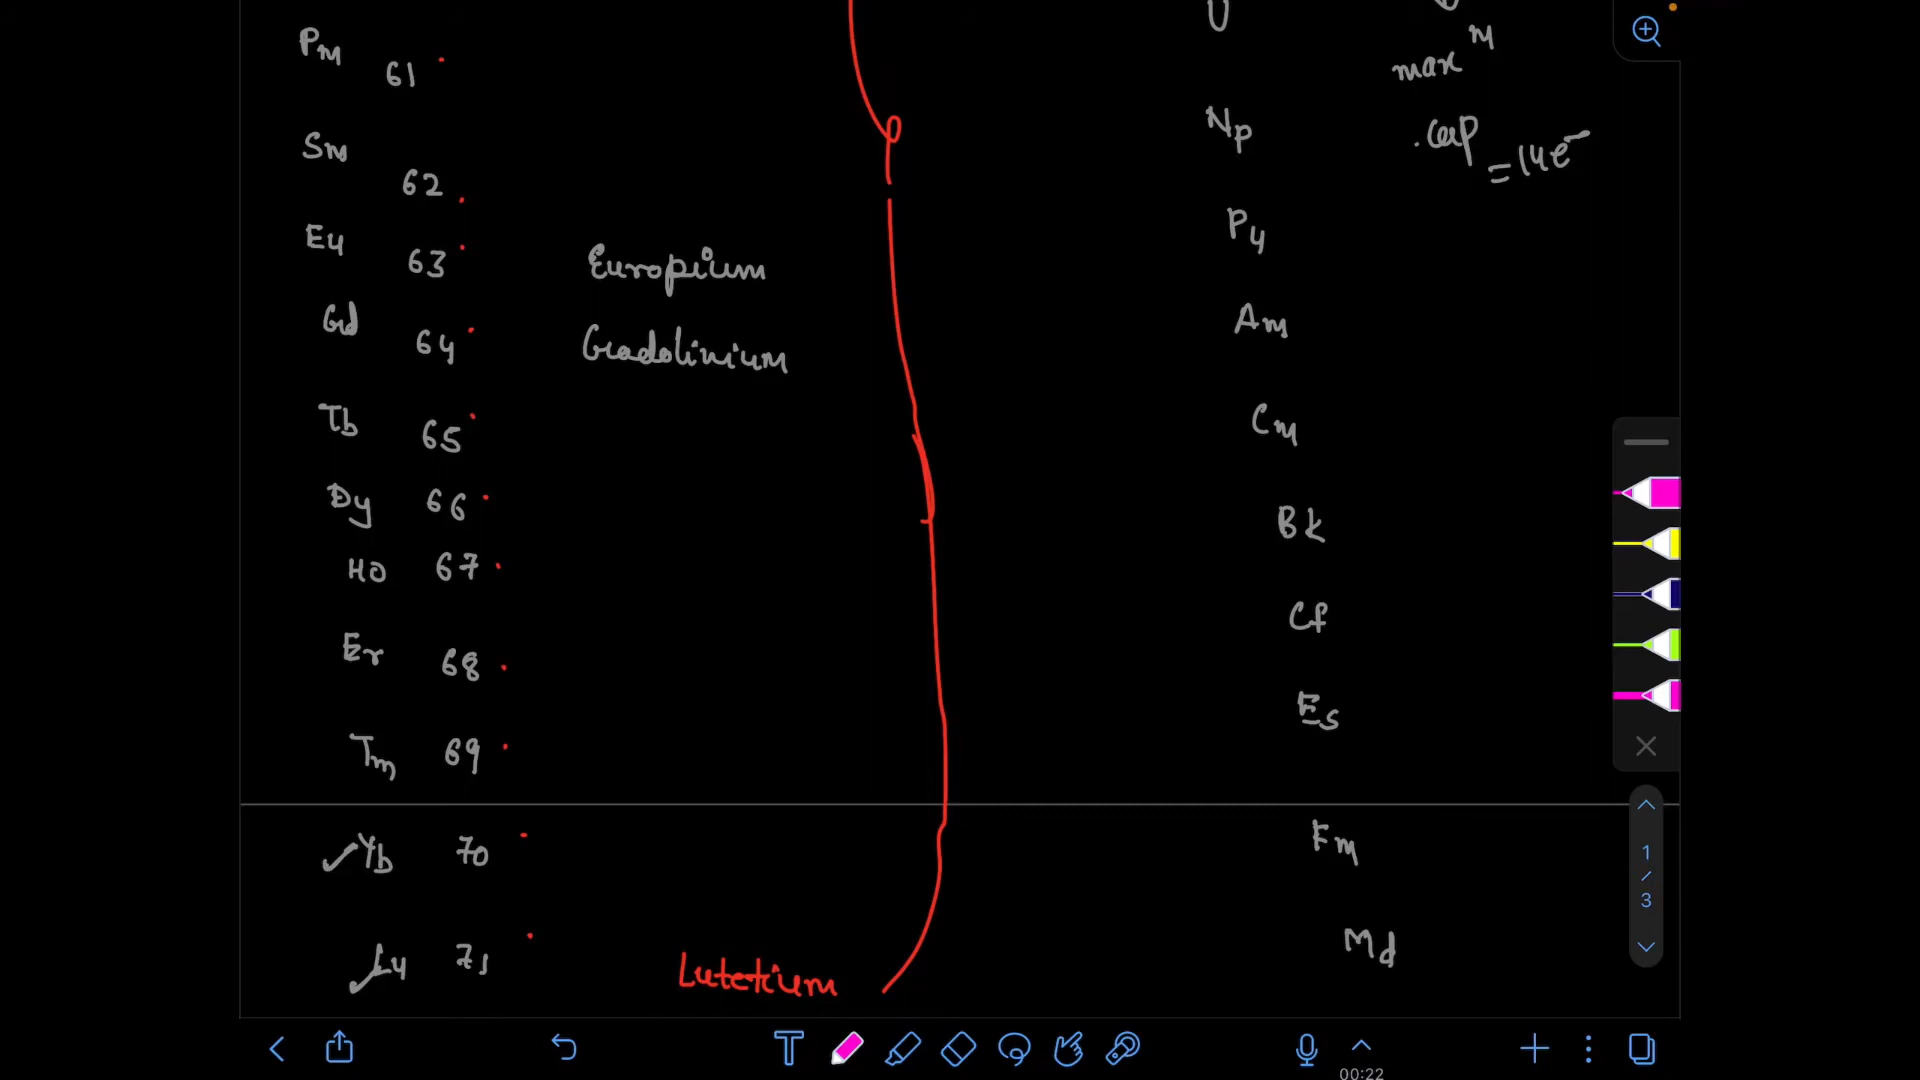 Pm 61
Sm 62
Eu 63 Europium
Gd 64 Gadolinium
Tb 65
Dy 66
Ho 67
Er 68
Tm 69
Yb 70
Lu 71 Lutetium
U
max m
Np
.Cap = 14e⁻
Pu
Am
Cm
Bk
Cf
Es
Fm
Md
1
/
3
T
00:22